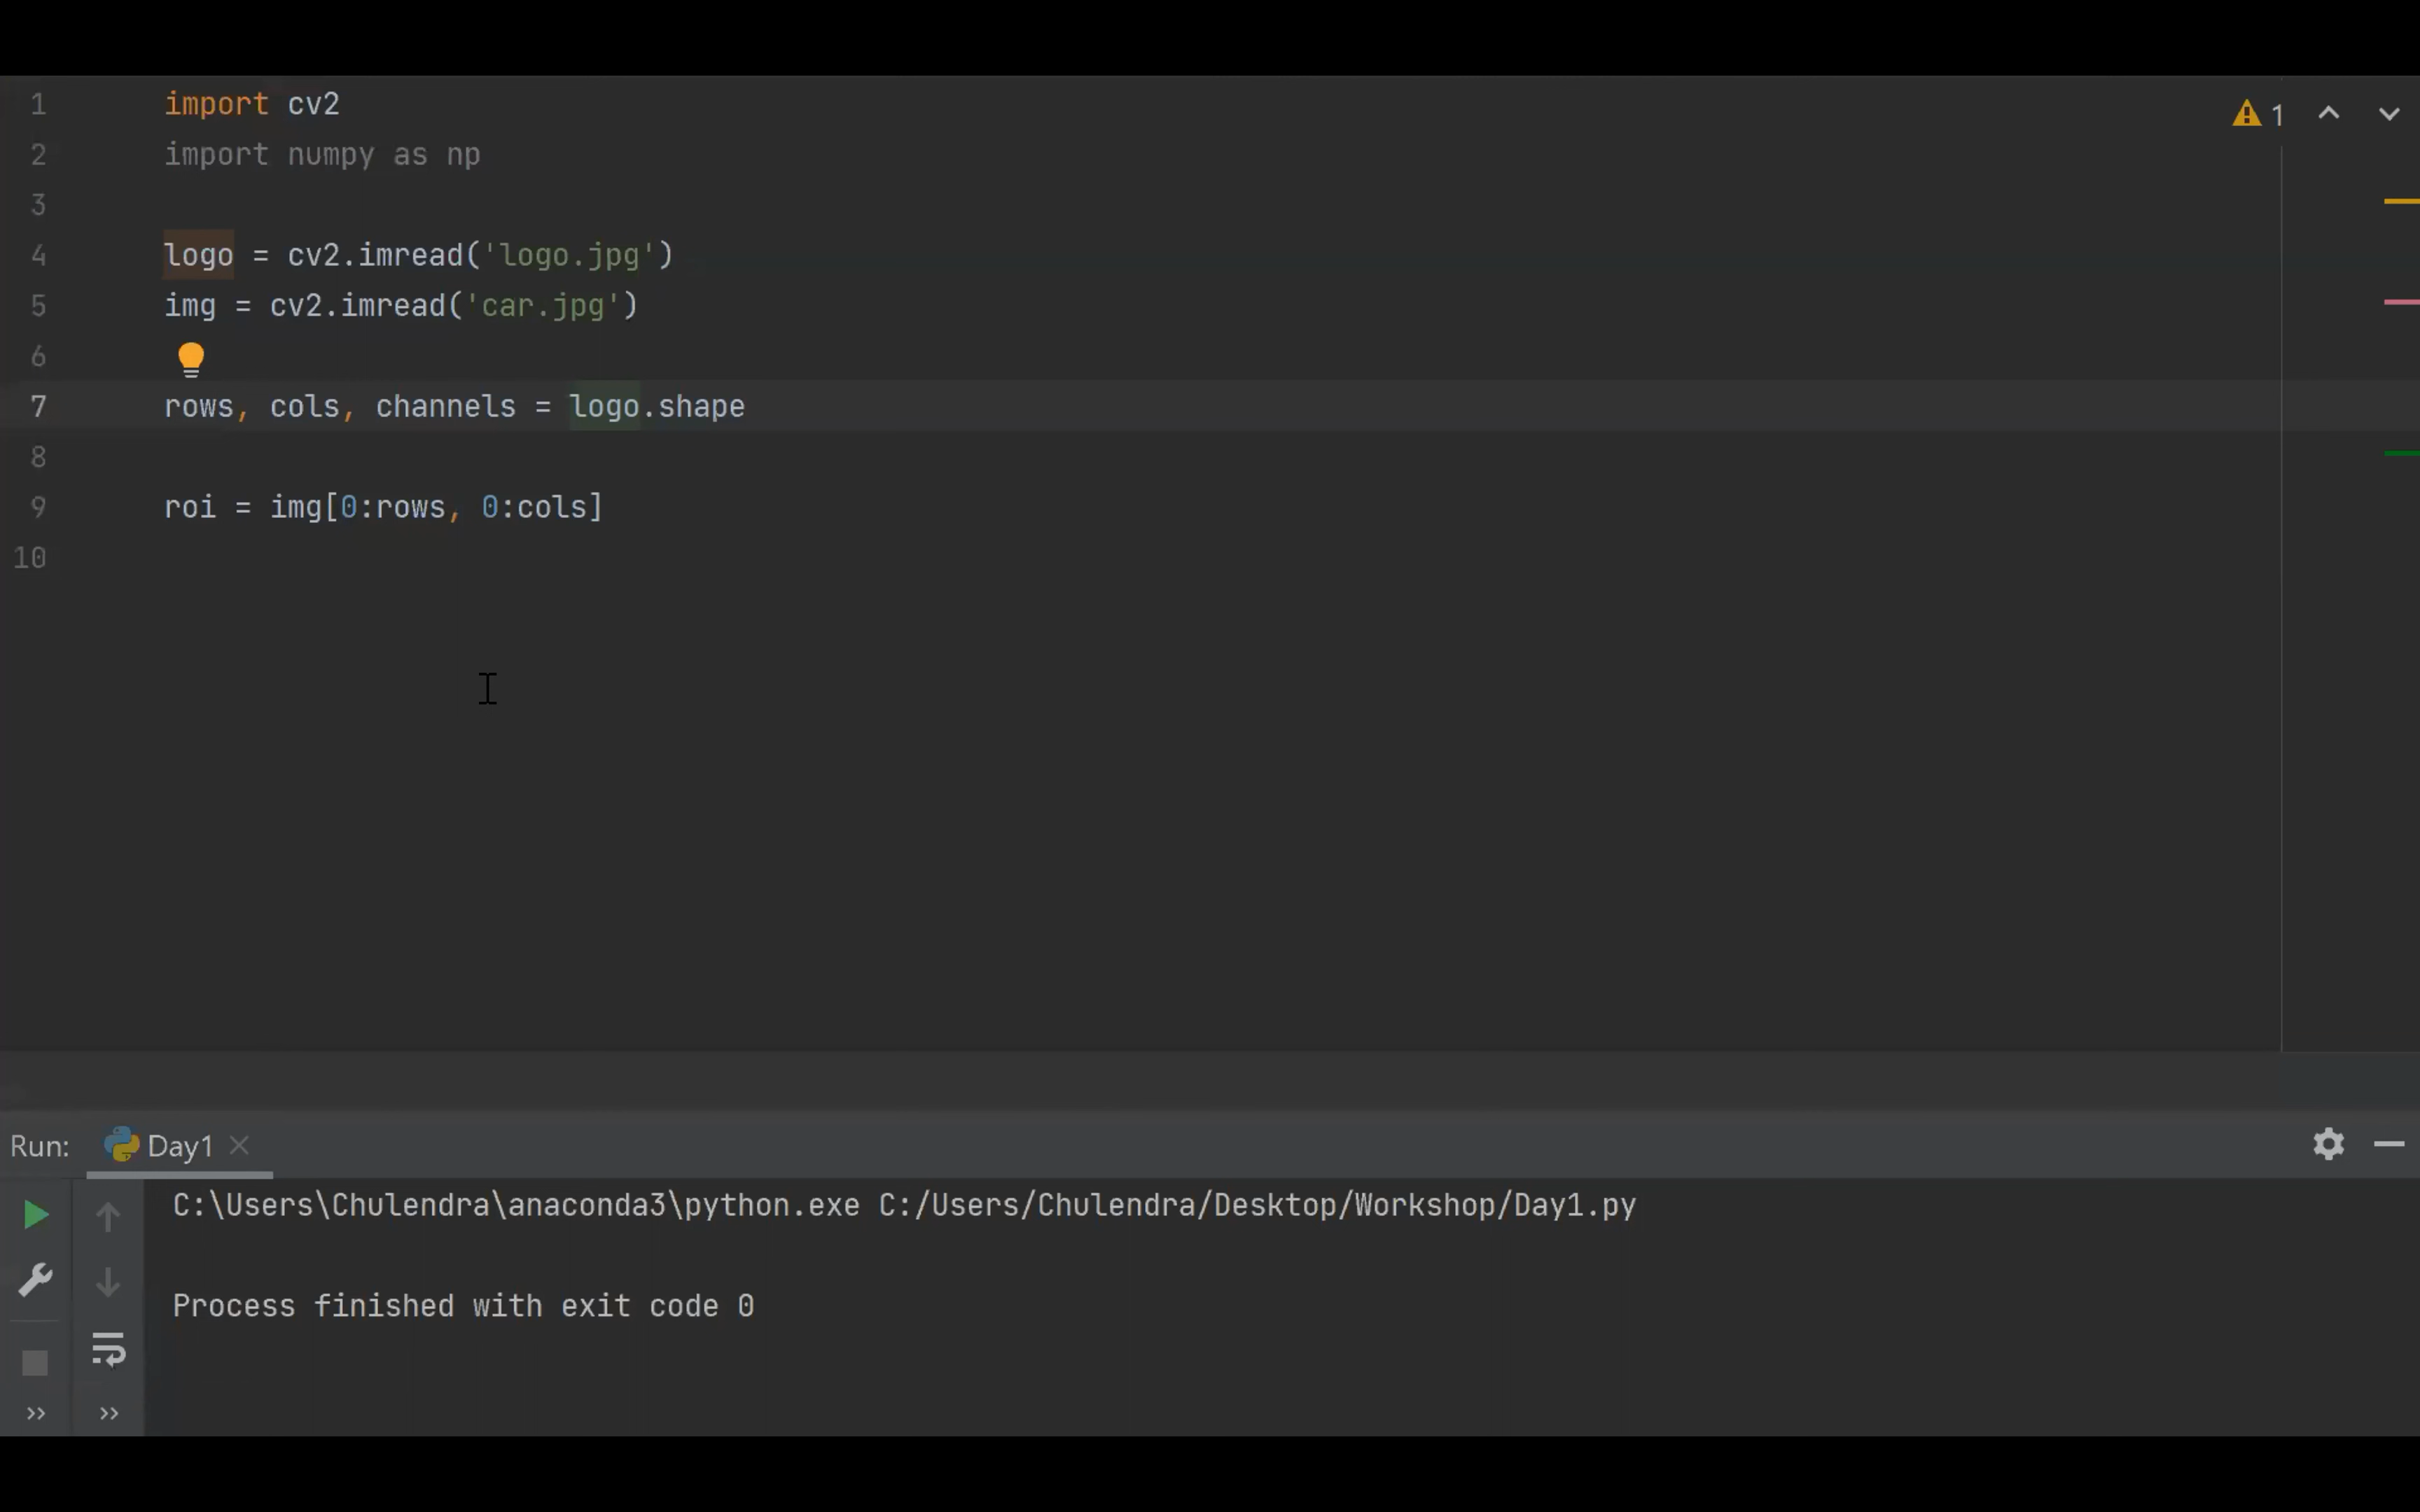 1 import cv2
2 import numpy as np
3
4 logo = cv2.imread('logo.jpg')
5 img = cv2.imread('car.jpg')
6
7 rows, cols, channels = logo.shape
8
9 roi = img[0:rows, 0:cols]
10
1
Run: Day1
C:\Users\Chulendra\anaconda3\python.exe C:/Users/Chulendra/Desktop/Workshop/Day1.py
Process finished with exit code 0